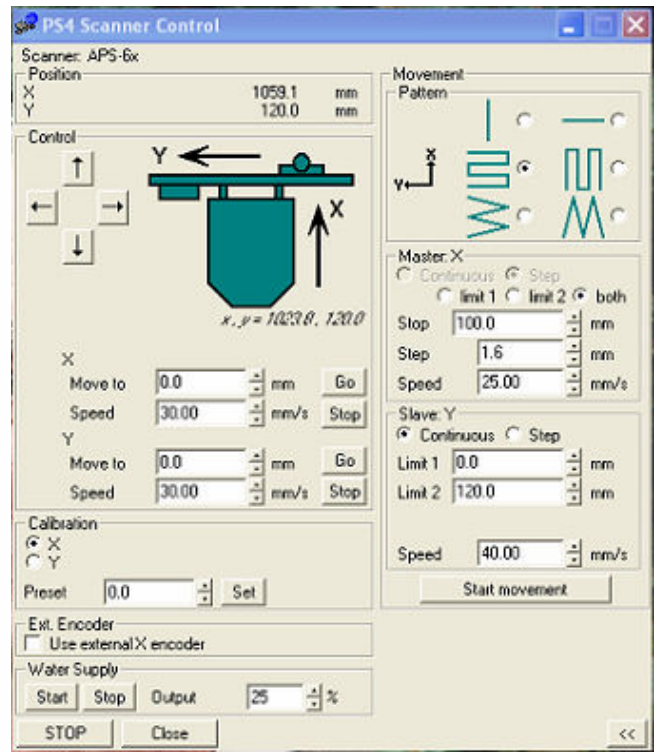 PS4 Scanner Control
Scanner: APS-6x
Position
X 1059.1 mm
Y 120.0 mm
Control
Y
X
x, y = 1023.8, 120.0
X
Move to 0.0 mm Go
Speed 30.00 mm/s Stop
Y
Move to 0.0 mm Go
Speed 30.00 mm/s Stop
Calibration
X
Y
Preset 0.0 Set
Ext. Encoder
Use external X encoder
Water Supply
Start Stop Output 25 %
STOP Close
Movement
Pattern
X
Y
Master: X
Continuous Step
limit 1 limit 2 both
Stop 100.0 mm
Step 1.6 mm
Speed 25.00 mm/s
Slave: Y
Continuous Step
Limit 1 0.0 mm
Limit 2 120.0 mm
Speed 40.00 mm/s
Start movement
<<